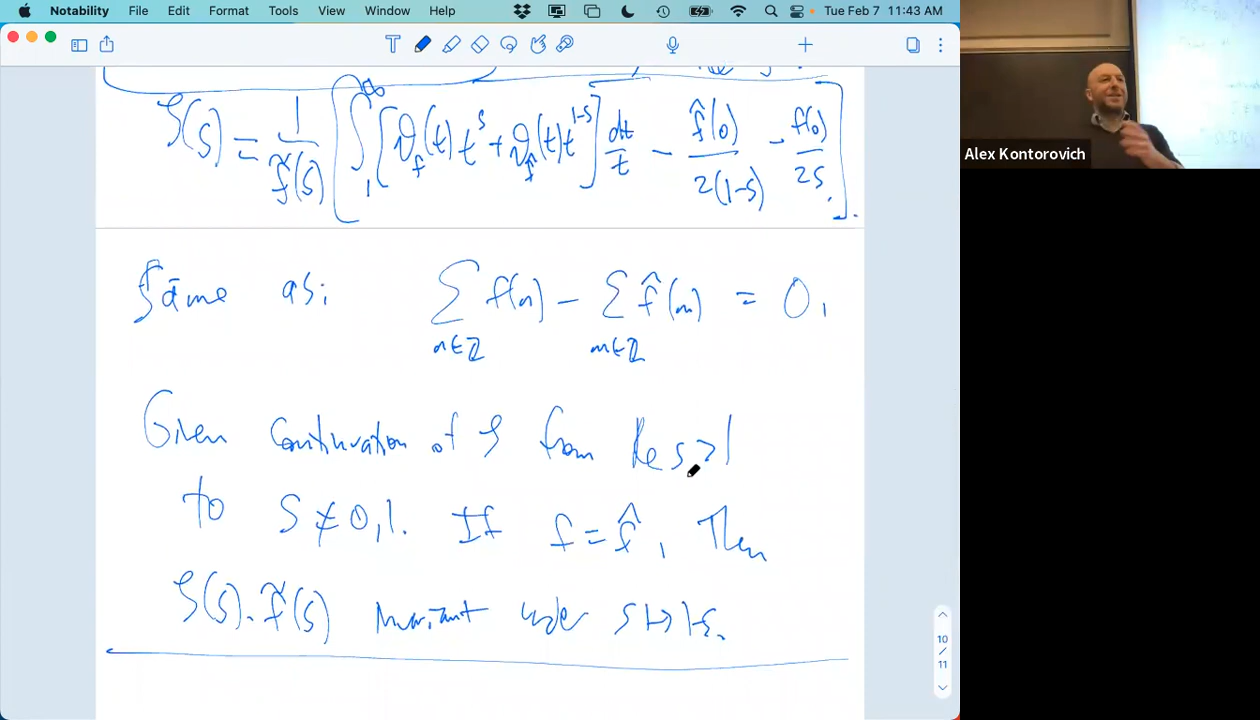 Notability File Edit Format Tools View Window Help Tue Feb 7 11:43 AM
ζ(s) = 1/f̃(s) [ ∫₁^∞ [ϑ_f(t) t^s + ϑ_f̂(t) t^{1-s}] dt/t − f̂(0)/2(1-s) − f(0)/2s ].
Same as: Σ_{n∈ℤ} f(n) − Σ_{m∈ℤ} f̂(m) = 0,
Given continuation of ζ from Re s>1
to s≠0,1. If f = f̂, then
ζ(s)·f̃(s) invariant under s↦1-s.
Alex Kontorovich
10
/
11